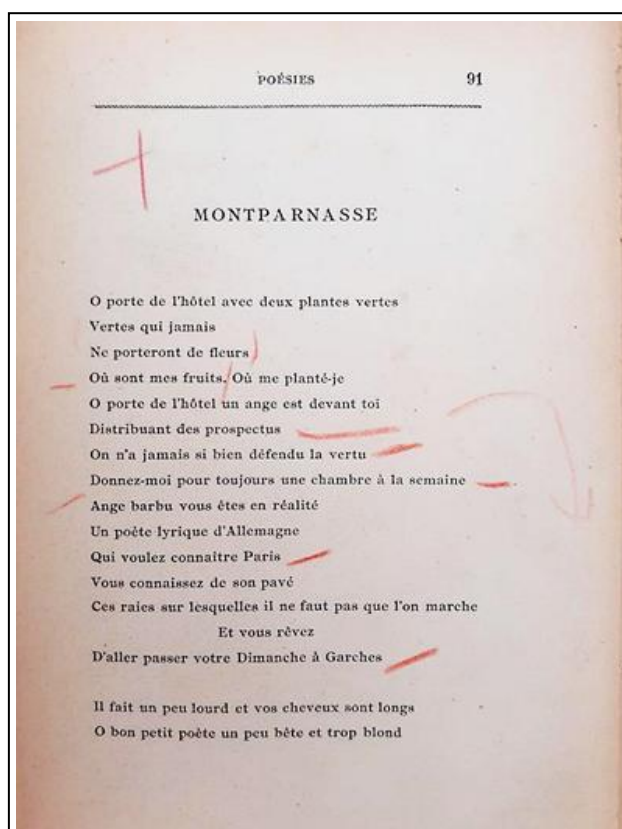 POÉSIES 91
MONTPARNASSE
O porte de l'hôtel avec deux plantes vertes
Vertes qui jamais
Ne porteront de fleurs
Où sont mes fruits. Où me planté-je
O porte de l'hôtel un ange est devant toi
Distribuant des prospectus
On n'a jamais si bien défendu la vertu
Donnez-moi pour toujours une chambre à la semaine
Ange barbu vous êtes en réalité
Un poète lyrique d'Allemagne
Qui voulez connaître Paris
Vous connaissez de son pavé
Ces raies sur lesquelles il ne faut pas que l'on marche
Et vous rêvez
D'aller passer votre Dimanche à Garches
Il fait un peu lourd et vos cheveux sont longs
O bon petit poète un peu bête et trop blond